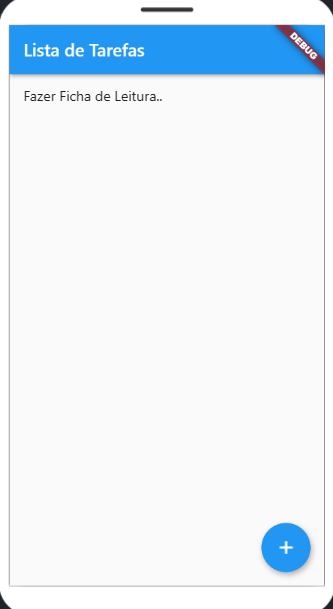 Lista de Tarefas
DEBUG
Fazer Ficha de Leitura..
+